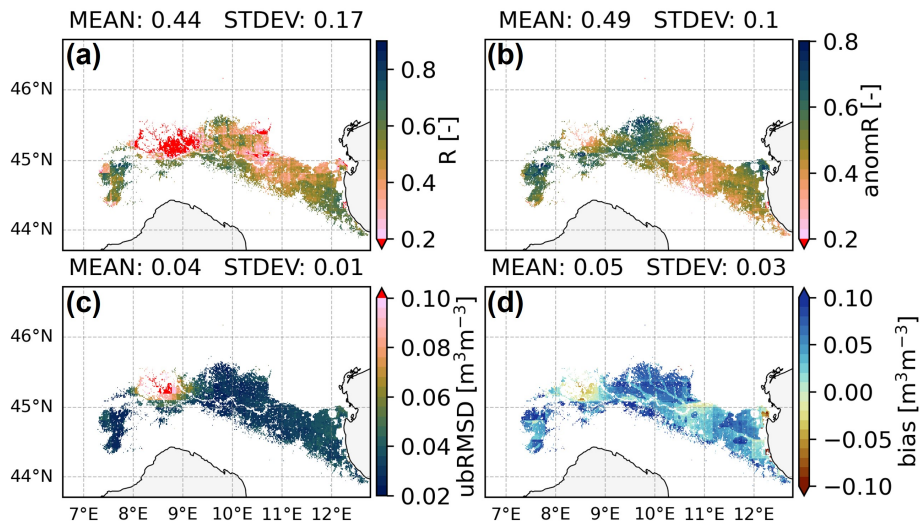 MEAN: 0.44 STDEV: 0.17
MEAN: 0.49 STDEV: 0.1
(a)
46°N
45°N
44°N
0.8
0.6
0.4
0.2
R [-]
(b)
0.8
0.6
0.4
0.2
anomR [-]
MEAN: 0.04 STDEV: 0.01
MEAN: 0.05 STDEV: 0.03
(c)
46°N
45°N
44°N
7°E 8°E 9°E 10°E 11°E 12°E
0.10
0.08
0.06
0.04
0.02
ubRMSD [m³m⁻³]
(d)
7°E 8°E 9°E 10°E 11°E 12°E
0.10
0.05
0.00
−0.05
−0.10
bias [m³m⁻³]